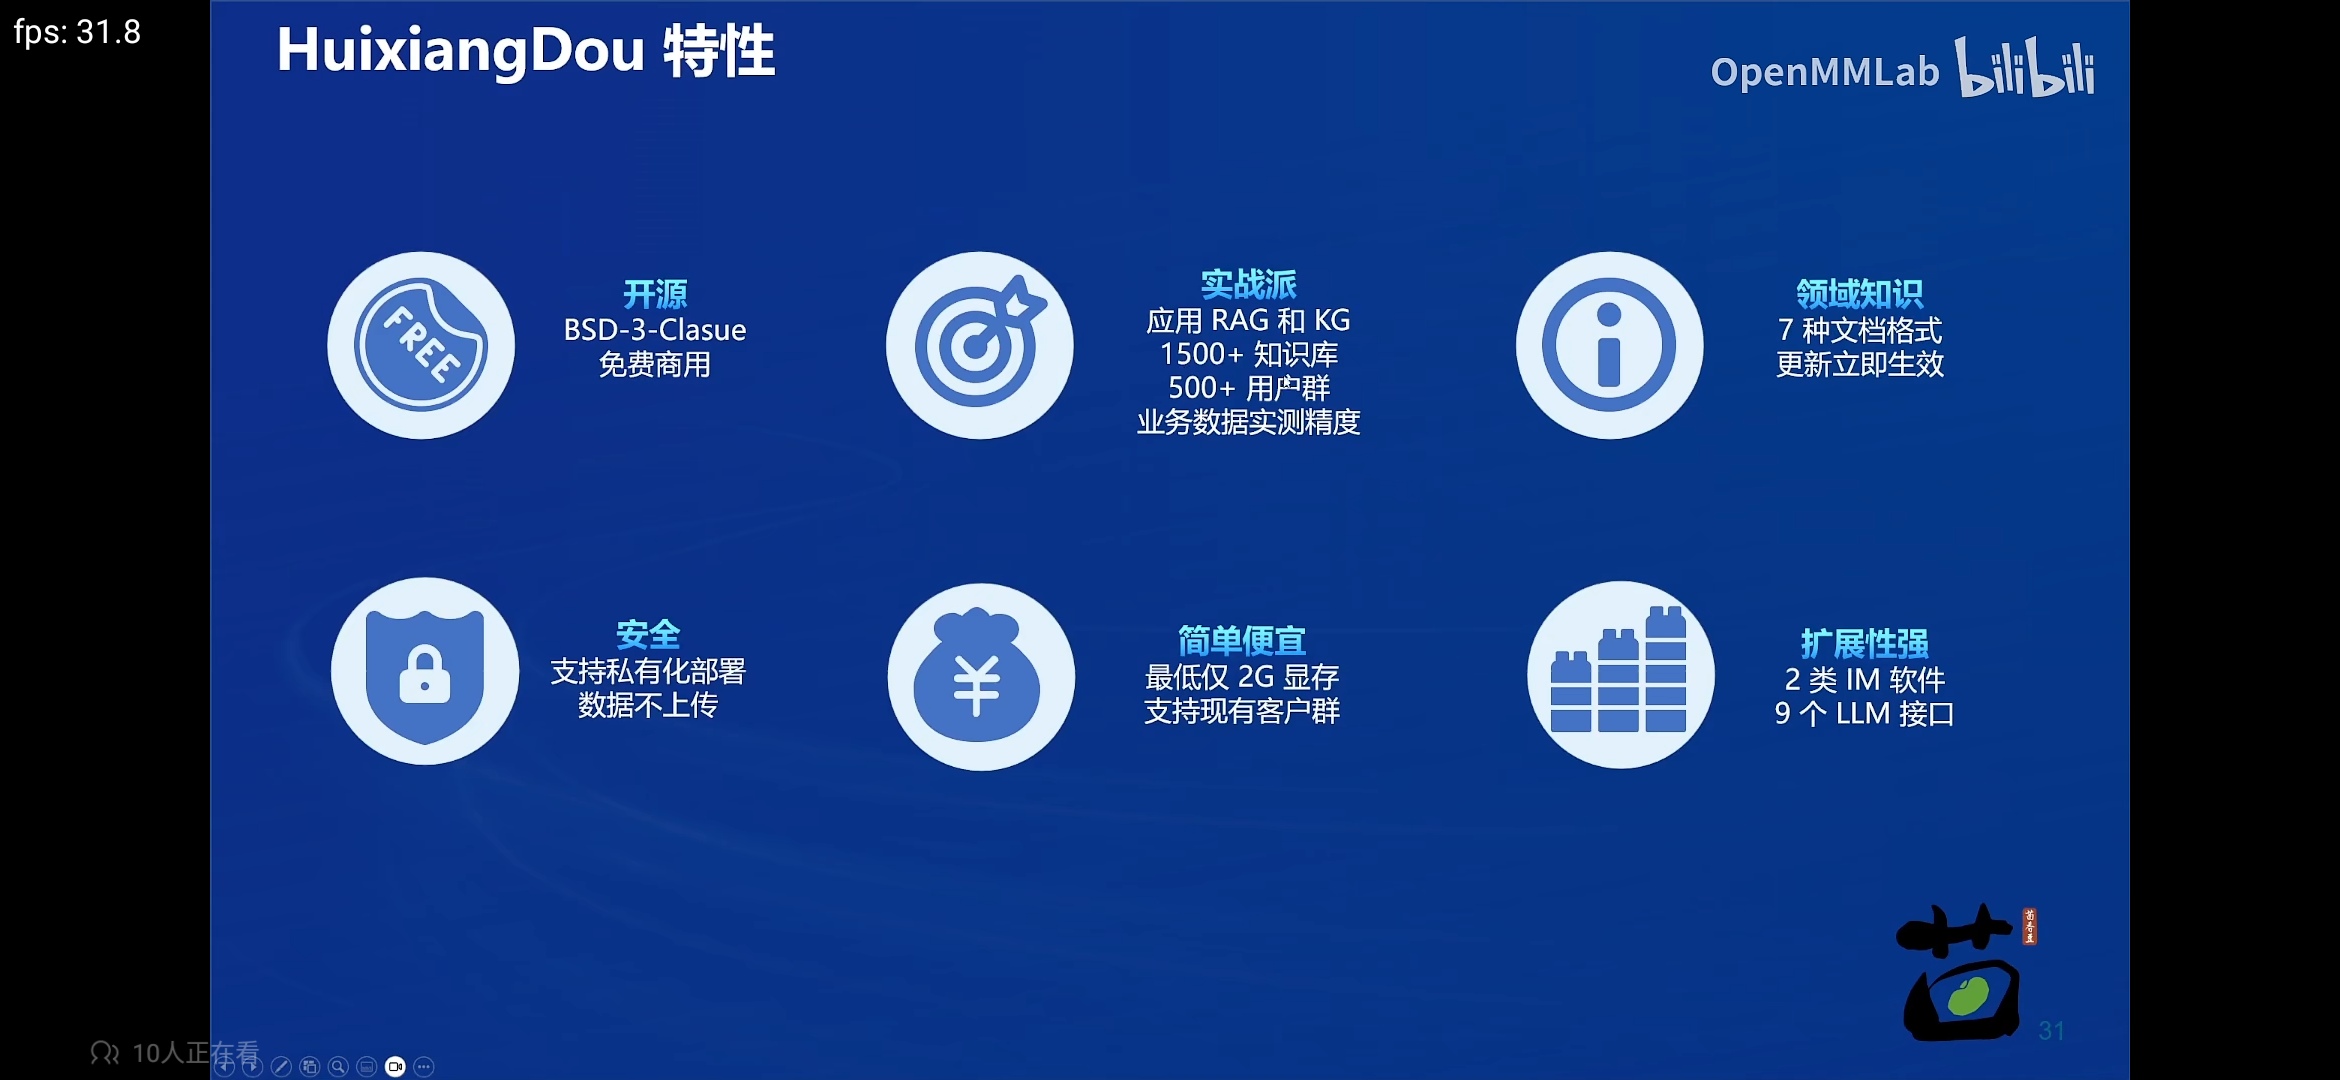 fps: 31.8
HuixiangDou 特性
OpenMMLab bilibili
FREE
开源
BSD-3-Clasue
免费商用
实战派
应用 RAG 和 KG
1500+ 知识库
500+ 用户群
业务数据实测精度
领域知识
7 种文档格式
更新立即生效
安全
支持私有化部署
数据不上传
简单便宜
最低仅 2G 显存
支持现有客户群
扩展性强
2 类 IM 软件
9 个 LLM 接口
茴香豆
31
10人正在看